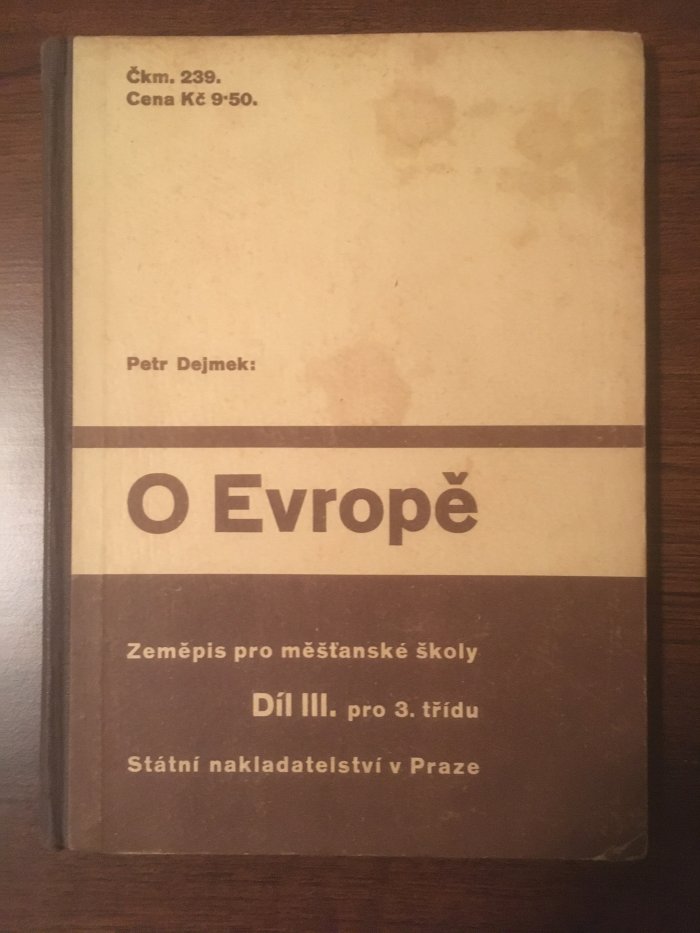 Čkm. 239.
Cena Kč 9·50.
Petr Dejmek:
O Evropě
Zeměpis pro měšťanské školy
Díl III. pro 3. třídu
Státní nakladatelství v Praze